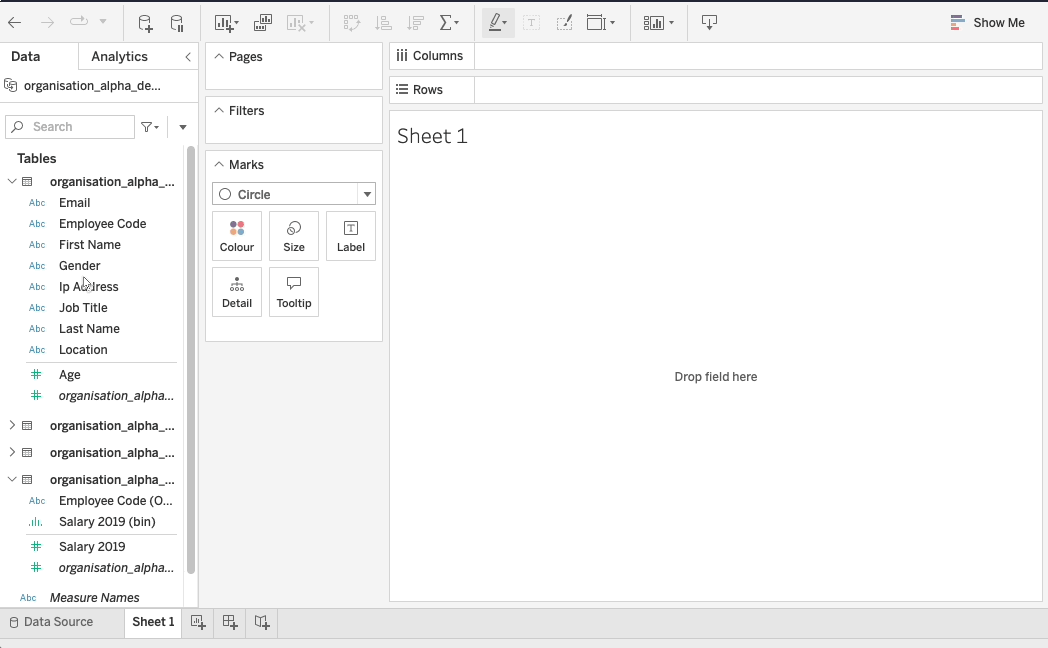 Show Me
Data
Analytics
organisation_alpha_de...
Search
Tables
organisation_alpha_...
Abc Email
Abc Employee Code
Abc First Name
Abc Gender
Abc Ip Address
Abc Job Title
Abc Last Name
Abc Location
Age
organisation_alpha...
organisation_alpha_...
organisation_alpha_...
organisation_alpha_...
Abc Employee Code (O...
Salary 2019 (bin)
Salary 2019
organisation_alpha...
Abc Measure Names
Pages
Filters
Marks
Circle
Colour
Size
Label
Detail
Tooltip
Columns
Rows
Sheet 1
Drop field here
Data Source
Sheet 1